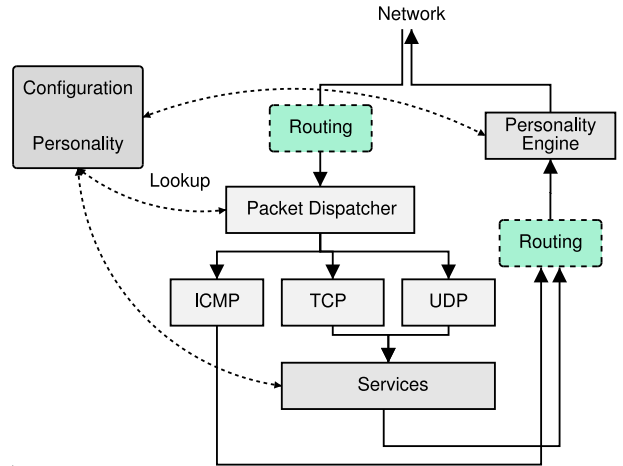 Network
Configuration
Personality
Routing
Personality
Engine
Lookup
Packet Dispatcher
Routing
ICMP
TCP
UDP
Services